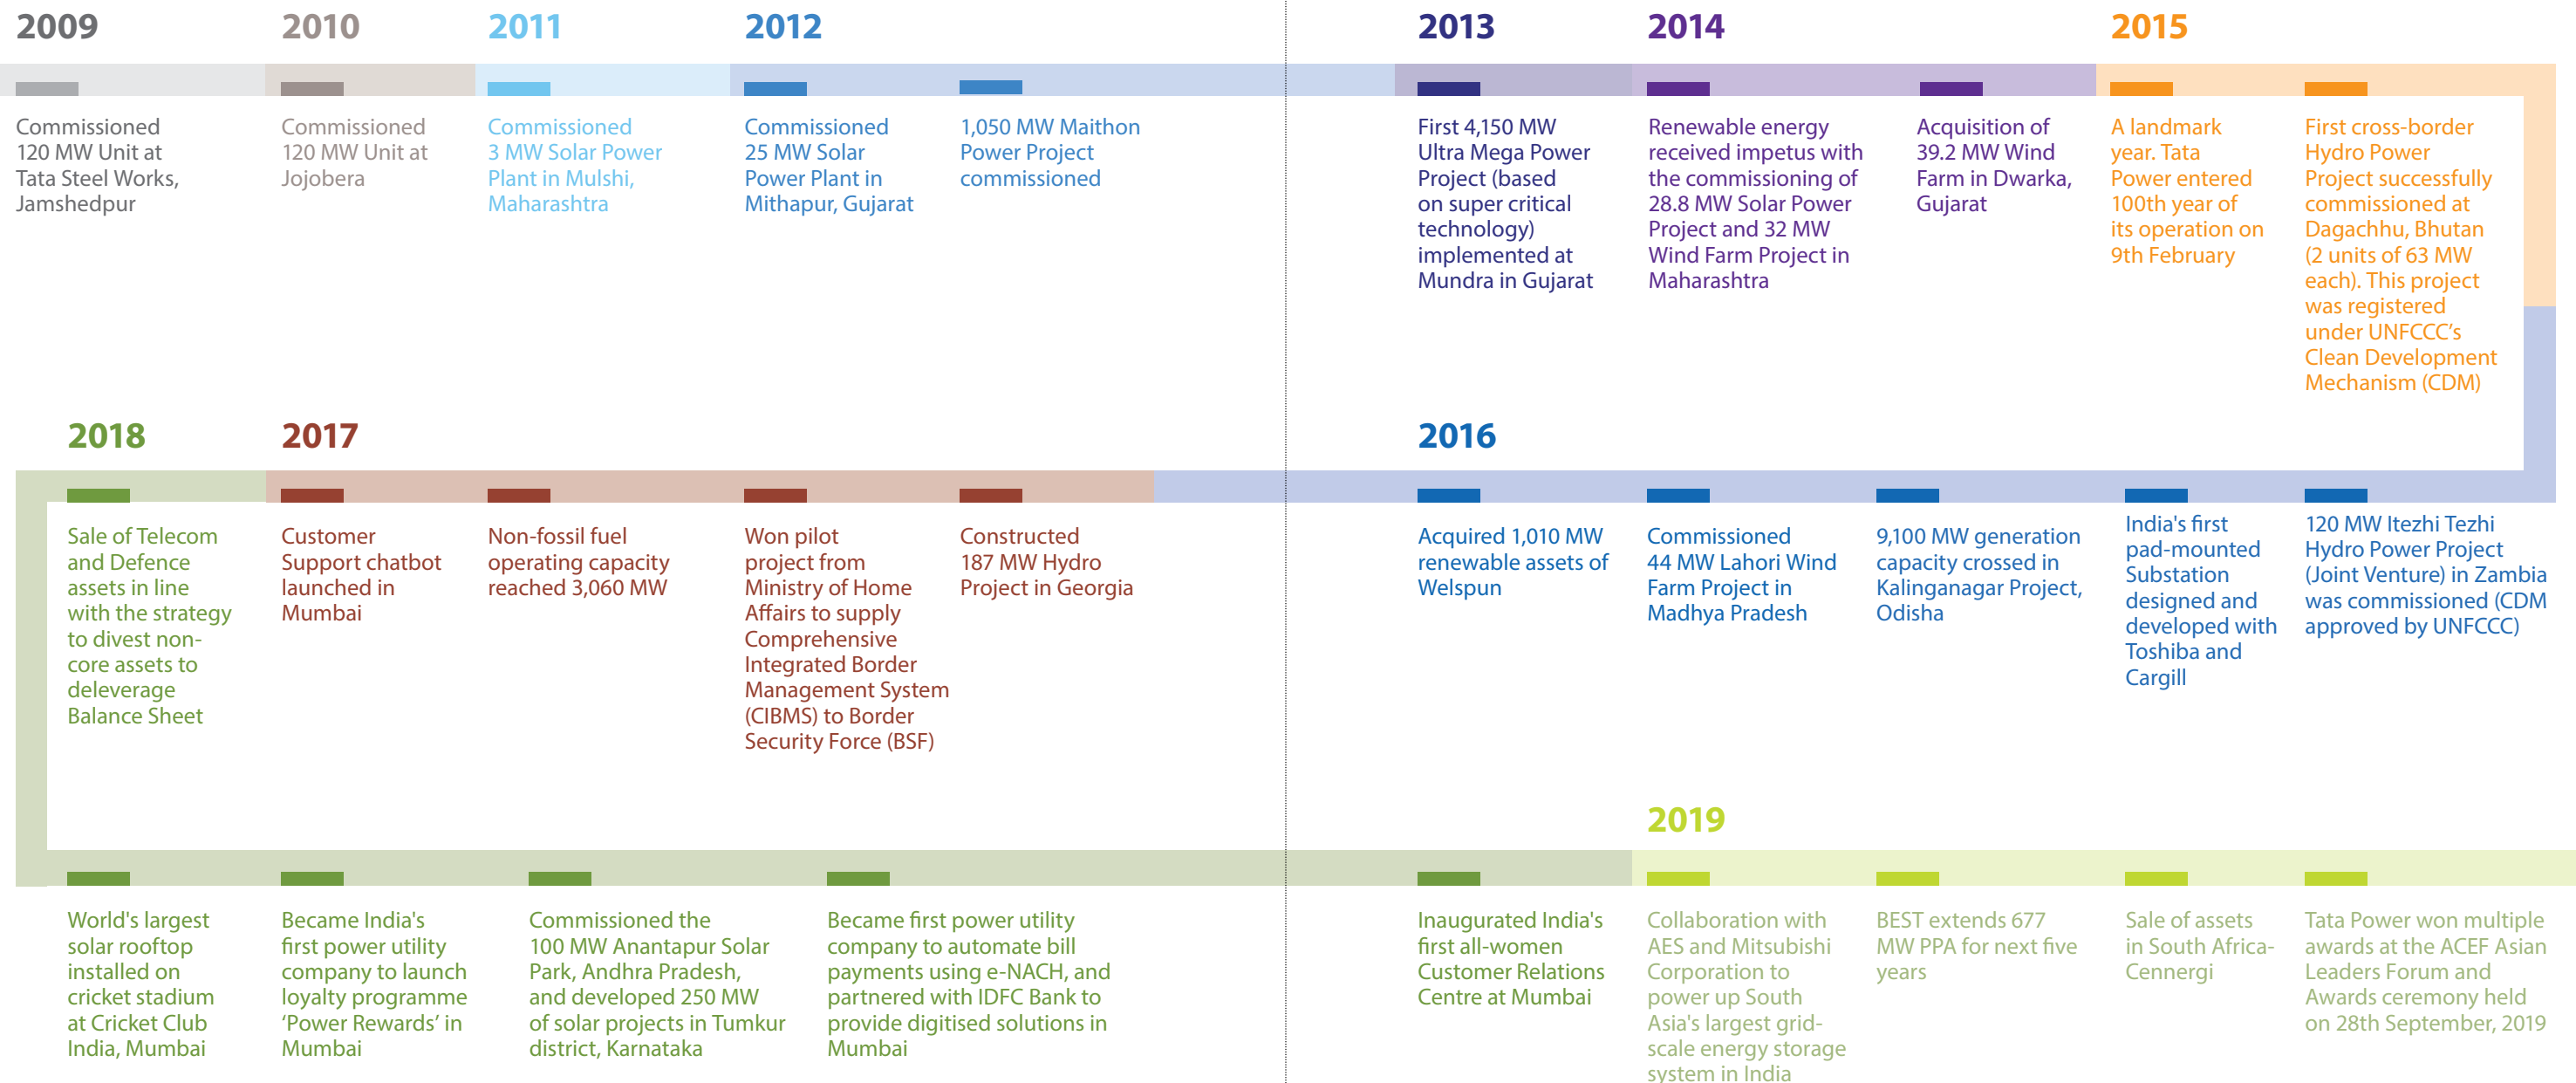 2009
Commissioned
120 MW Unit at
Tata Steel Works,
Jamshedpur
2010
Commissioned
120 MW Unit at
Jojobera
2011
Commissioned
3 MW Solar Power
Plant in Mulshi,
Maharashtra
2012
Commissioned
25 MW Solar
Power Plant in
Mithapur, Gujarat
1,050 MW Maithon
Power Project
commissioned
2013
First 4,150 MW
Ultra Mega Power
Project (based
on super critical
technology)
implemented at
Mundra in Gujarat
2014
Renewable energy
received impetus with
the commissioning of
28.8 MW Solar Power
Project and 32 MW
Wind Farm Project in
Maharashtra
Acquisition of
39.2 MW Wind
Farm in Dwarka,
Gujarat
2015
A landmark
year. Tata
Power entered
100th year of
its operation on
9th February
First cross-border
Hydro Power
Project successfully
commissioned at
Dagachhu, Bhutan
(2 units of 63 MW
each). This project
was registered
under UNFCCC’s
Clean Development
Mechanism (CDM)
2018
Sale of Telecom
and Defence
assets in line
with the strategy
to divest non-
core assets to
deleverage
Balance Sheet
2017
Customer
Support chatbot
launched in
Mumbai
Non-fossil fuel
operating capacity
reached 3,060 MW
Won pilot
project from
Ministry of Home
Affairs to supply
Comprehensive
Integrated Border
Management System
(CIBMS) to Border
Security Force (BSF)
Constructed
187 MW Hydro
Project in Georgia
2016
Acquired 1,010 MW
renewable assets of
Welspun
Commissioned
44 MW Lahori Wind
Farm Project in
Madhya Pradesh
9,100 MW generation
capacity crossed in
Kalinganagar Project,
Odisha
India's first
pad-mounted
Substation
designed and
developed with
Toshiba and
Cargill
120 MW Itezhi Tezhi
Hydro Power Project
(Joint Venture) in Zambia
was commissioned (CDM
approved by UNFCCC)
World's largest
solar rooftop
installed on
cricket stadium
at Cricket Club
India, Mumbai
Became India's
first power utility
company to launch
loyalty programme
‘Power Rewards’ in
Mumbai
Commissioned the
100 MW Anantapur Solar
Park, Andhra Pradesh,
and developed 250 MW
of solar projects in Tumkur
district, Karnataka
Became first power utility
company to automate bill
payments using e-NACH, and
partnered with IDFC Bank to
provide digitised solutions in
Mumbai
Inaugurated India's
first all-women
Customer Relations
Centre at Mumbai
2019
Collaboration with
AES and Mitsubishi
Corporation to
power up South
Asia's largest grid-
scale energy storage
system in India
BEST extends 677
MW PPA for next five
years
Sale of assets
in South Africa-
Cennergi
Tata Power won multiple
awards at the ACEF Asian
Leaders Forum and
Awards ceremony held
on 28th September, 2019